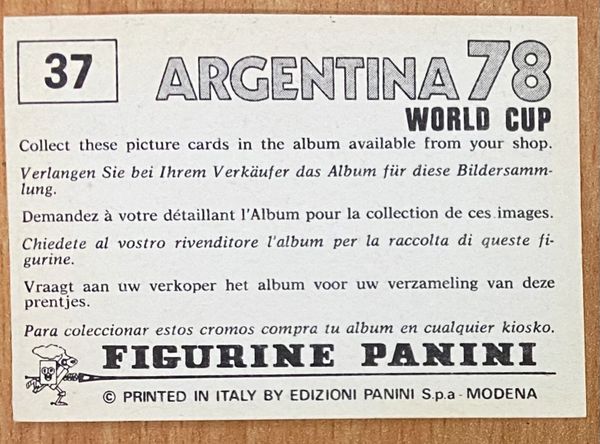 37
ARGENTINA 78
WORLD CUP
Collect these picture cards in the album available from your shop.
Verlangen Sie bei Ihrem Verkäufer das Album für diese Bildersamm-
lung.
Demandez à votre détaillant l'Album pour la collection de ces images.
Chiedete al vostro rivenditore l'album per la raccolta di queste fi-
gurine.
Vraagt aan uw verkoper het album voor uw verzameling van deze
prentjes.
Para coleccionar estos cromos compra tu album en cualquier kiosko.
FIGURINE PANINI
© PRINTED IN ITALY BY EDIZIONI PANINI S.p.a - MODENA